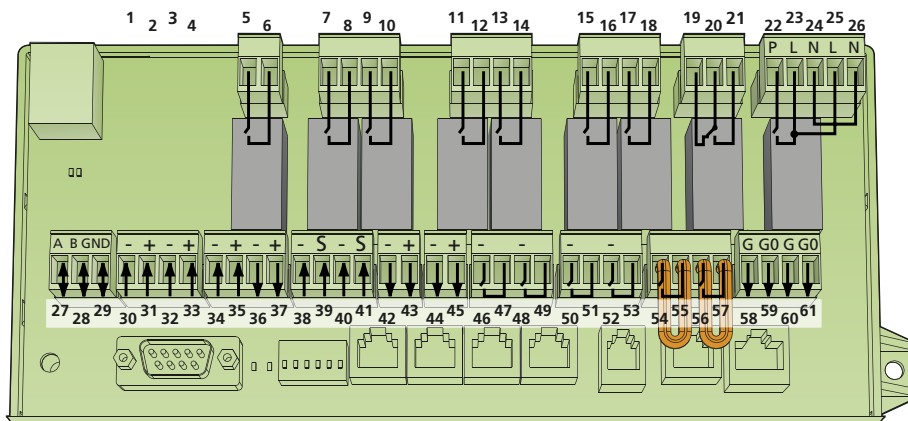 1 2 3 4 5 6 7 8 9 10 11 12 13 14 15 16 17 18 19 20 21 22 23 24 25 26
P L N L N
A B GND - + - + - + - + - S - S - + - + - - - - G G0 G G0
27 28 29 30 31 32 33 34 35 36 37 38 39 40 41 42 43 44 45 46 47 48 49 50 51 52 53 54 55 56 57 58 59 60 61